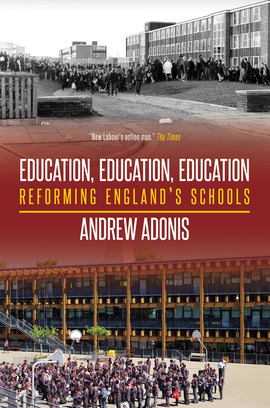 "New Labour's action man." The Times
EDUCATION, EDUCATION, EDUCATION
REFORMING ENGLAND'S SCHOOLS
ANDREW ADONIS